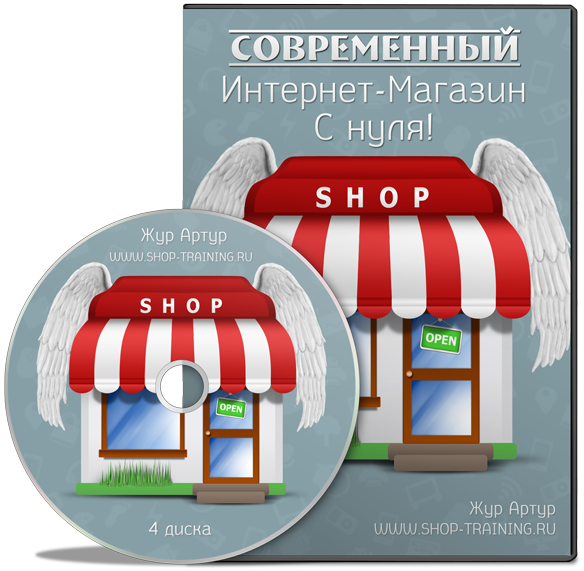 СОВРЕМЕННЫЙ
Интернет-Магазин
С нуля!
SHOP
OPEN
Жур Артур
WWW.SHOP-TRAINING.RU
Жур Артур
WWW.SHOP-TRAINING.RU
SHOP
OPEN
4 диска